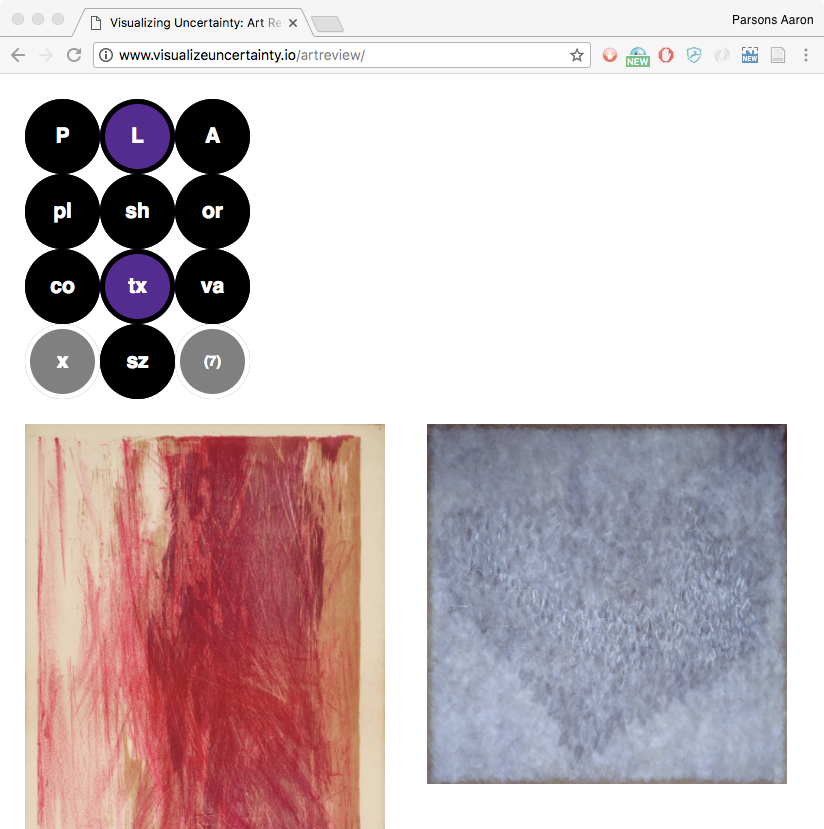 Visualizing Uncertainty: Art Re
Parsons Aaron
www.visualizeuncertainty.io/artreview/
NEW
NEW
P L A
pl sh or
co tx va
x sz (7)